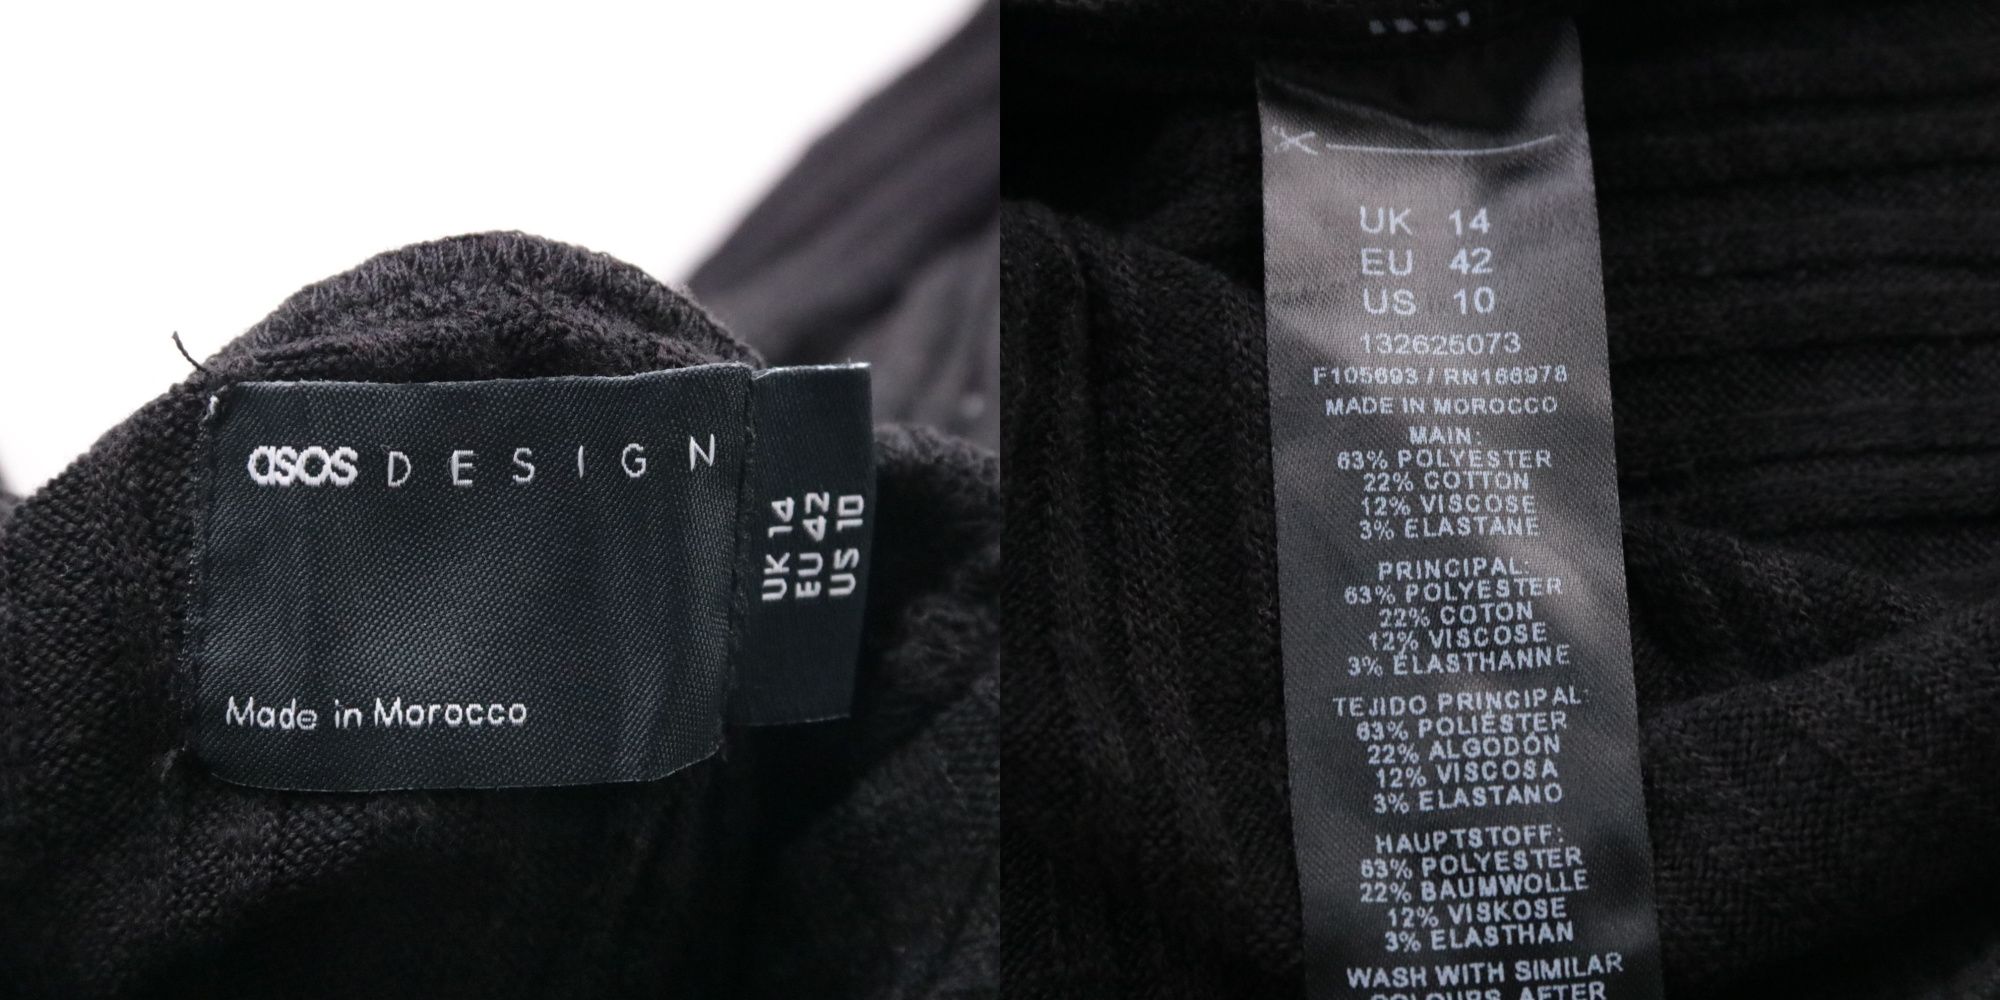 asos DESIGN
Made in Morocco
UK 14
EU 42
US 10
UK 14
EU 42
US 10
132625073
F105693 / RN166978
MADE IN MOROCCO
MAIN:
63% POLYESTER
22% COTTON
12% VISCOSE
3% ELASTANE
PRINCIPAL:
63% POLYESTER
22% COTON
12% VISCOSE
3% ÉLASTHANNE
TEJIDO PRINCIPAL:
63% POLIÉSTER
22% ALGODÓN
12% VISCOSA
3% ELASTANO
HAUPTSTOFF:
63% POLYESTER
22% BAUMWOLLE
12% VISKOSE
3% ELASTHAN
WASH WITH SIMILAR
COLOURS, AFTER